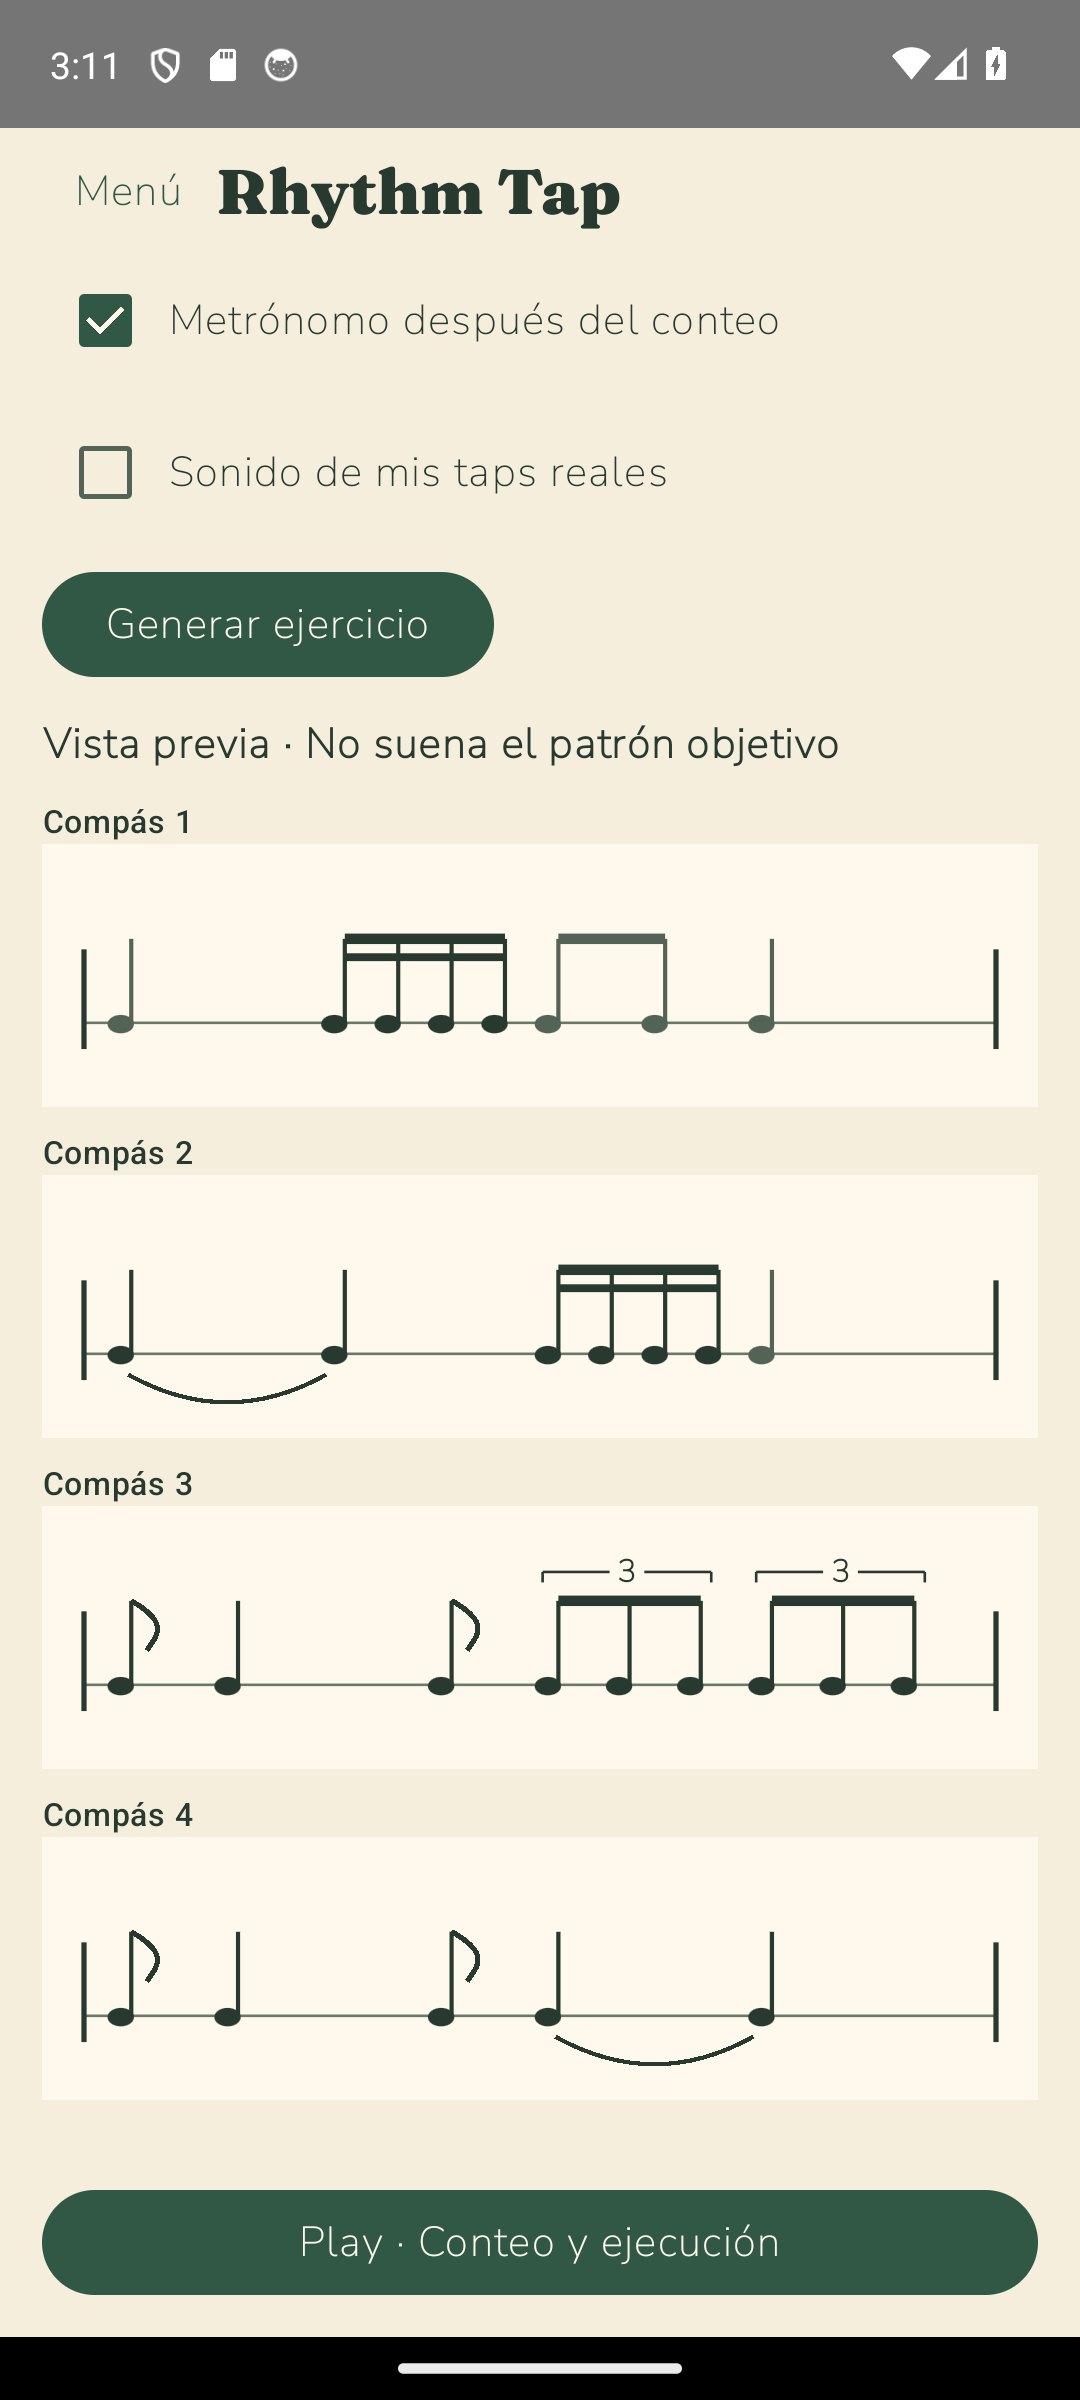 3:11
Menú Rhythm Tap
Metrónomo después del conteo
Sonido de mis taps reales
Generar ejercicio
Vista previa · No suena el patrón objetivo
Compás 1
Compás 2
Compás 3
3 3
Compás 4
Play · Conteo y ejecución